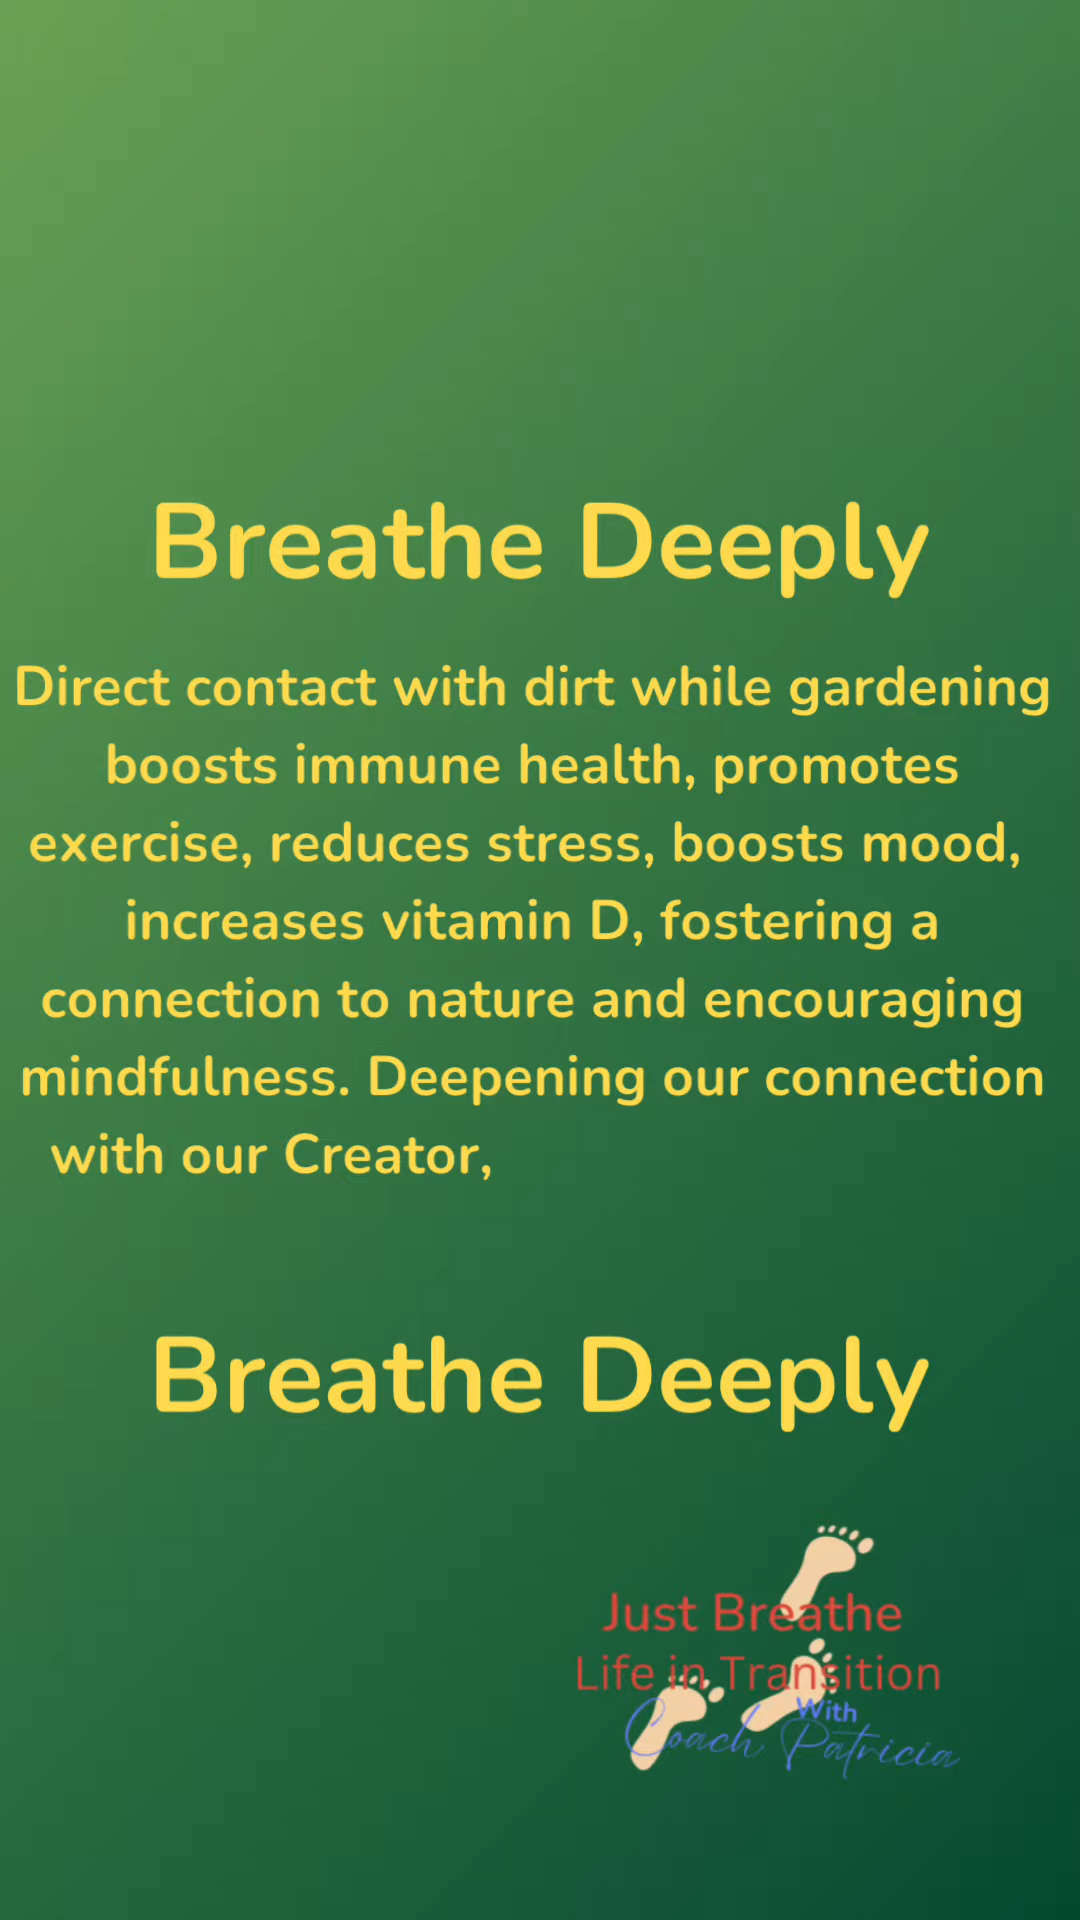 Breathe Deeply
Direct contact with dirt while gardening
boosts immune health, promotes
exercise, reduces stress, boosts mood,
increases vitamin D, fostering a
connection to nature and encouraging
mindfulness. Deepening our connection
with our Creator,
Breathe Deeply
Just Breathe
Life in Transition
With
Coach Patricia